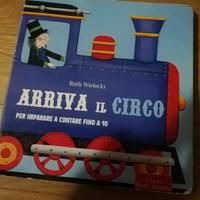 Ruth Wielockx
ARRIVA IL CIRCO
PER IMPARARE A CONTARE FINO A 10